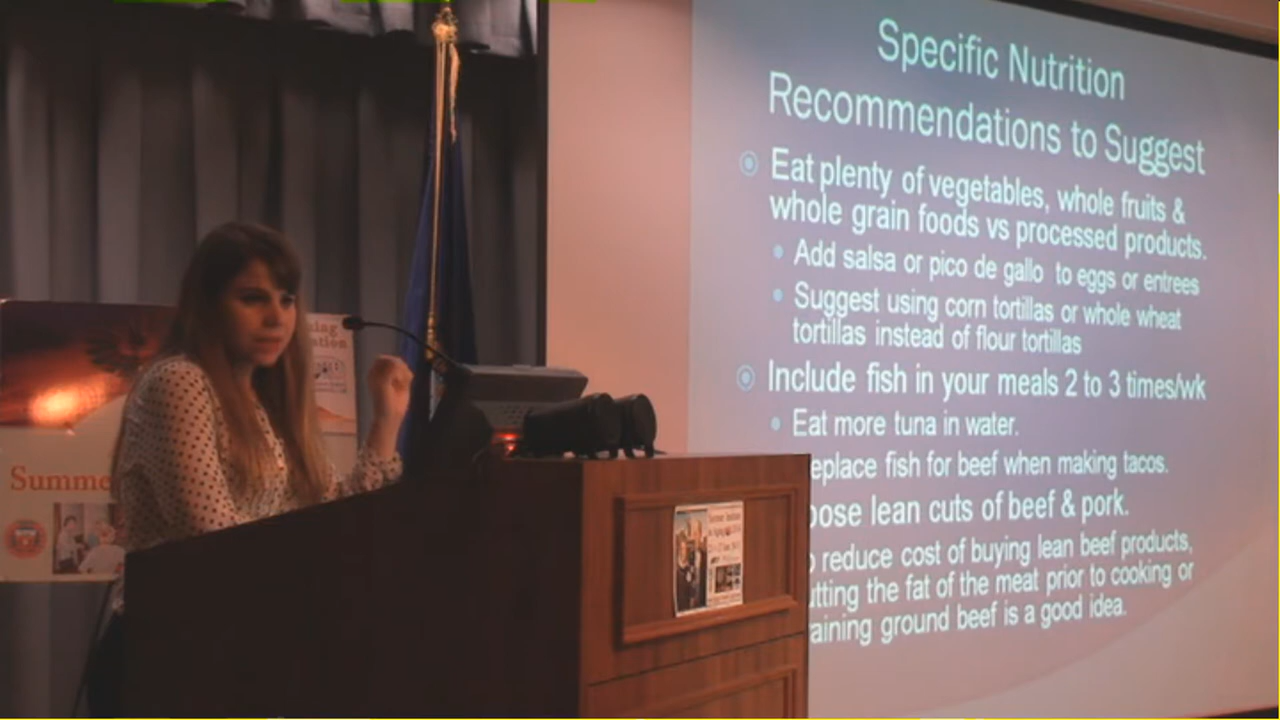 Specific Nutrition
Recommendations to Suggest
Eat plenty of vegetables, whole fruits &
whole grain foods vs processed products.
Add salsa or pico de gallo to eggs or entrees
Suggest using corn tortillas or whole wheat
tortillas instead of flour tortillas
Include fish in your meals 2 to 3 times/wk
Eat more tuna in water.
eplace fish for beef when making tacos.
oose lean cuts of beef & pork.
o reduce cost of buying lean beef products,
utting the fat of the meat prior to cooking or
aining ground beef is a good idea.
Summe